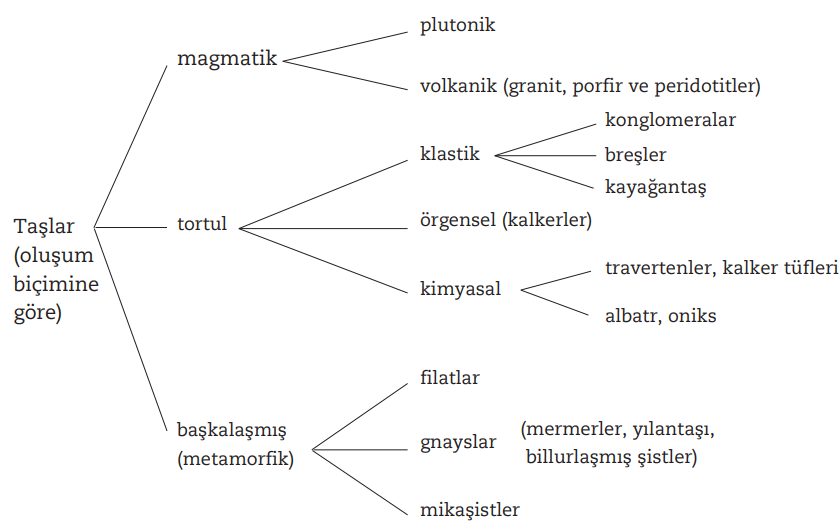 Taşlar
(oluşum
biçimine
göre)
magmatik
plutonik
volkanik (granit, porfir ve peridotitler)
tortul
klastik
konglomeralar
breşler
kayağantaş
örgensel (kalkerler)
kimyasal
travertenler, kalker tüfleri
albatr, oniks
başkalaşmış
(metamorfik)
filatlar
gnayslar
(mermerler, yılantaşı,
billurlaşmış şistler)
mikaşistler